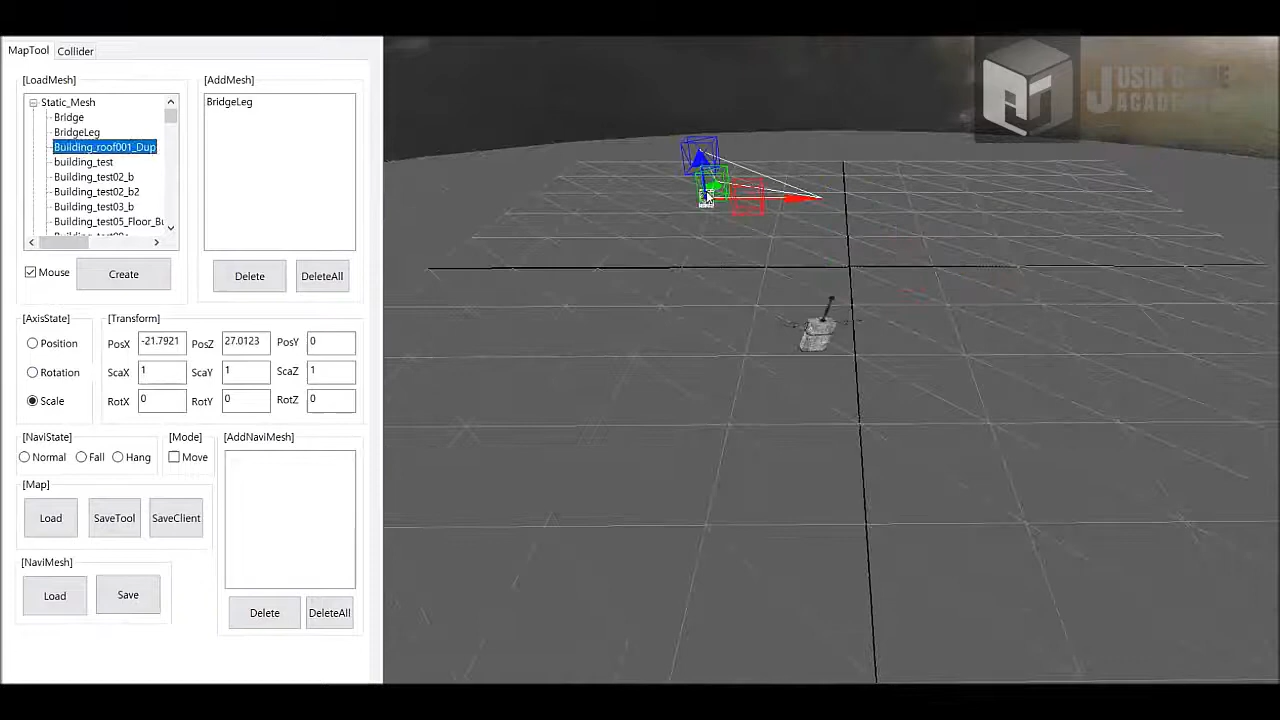 MapTool Collider
[LoadMesh]
Static_Mesh
Bridge
BridgeLeg
Building_roof001_Dup
building_test
Building_test02_b
Building_test02_b2
Building_test03_b
Building_test05_Floor_Bu
Mouse
Create
[AddMesh]
BridgeLeg
Delete DeleteAll
[AxisState]
Position
Rotation
Scale
[Transform]
PosX -21.7921 PosZ 27.0123 PosY 0
ScaX 1 ScaY 1 ScaZ 1
RotX 0 RotY 0 RotZ 0
[NaviState]
Normal Fall Hang
[Mode]
Move
[AddNaviMesh]
[Map]
Load SaveTool SaveClient
[NaviMesh]
Load Save
Delete DeleteAll